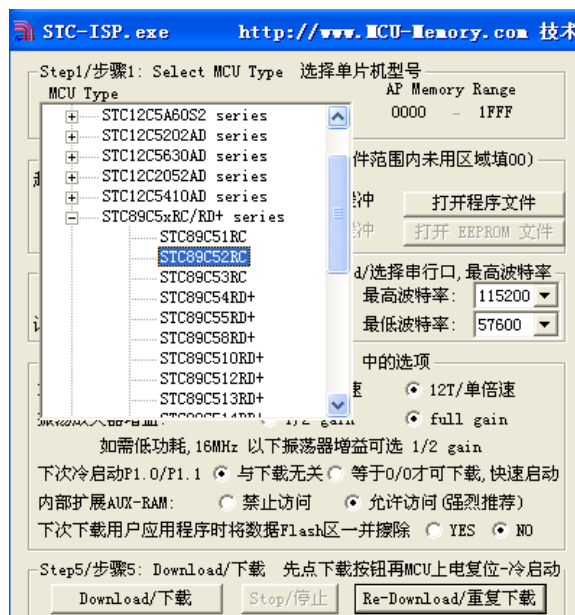 STC-ISP.exe http://www.MCU-Memory.com 技术
Step1/步骤1: Select MCU Type 选择单片机型号
MCU Type
AP Memory Range
0000 - 1FFF
STC12C5A60S2 series
STC12C5202AD series
STC12C5630AD series
STC12C2052AD series
STC12C5410AD series
STC89C5xRC/RD+ series
STC89C51RC
STC89C52RC
STC89C53RC
STC89C54RD+
STC89C55RD+
STC89C58RD+
STC89C510RD+
STC89C512RD+
STC89C513RD+
件范围内未用区域填00)
冲 打开程序文件
冲 打开 EEPROM 文件
d/选择串行口,最高波特率
最高波特率: 115200
最低波特率: 57600
中的选项
12T/单倍速
1/2 gain full gain
如需低功耗,16MHz 以下振荡器增益可选 1/2 gain
下次冷启动P1.0/P1.1 与下载无关 等于0/0才可下载,快速启动
内部扩展AUX-RAM: 禁止访问 允许访问(强烈推荐)
下次下载用户应用程序时将数据Flash区一并擦除 YES NO
Step5/步骤5: Download/下载 先点下载按钮再MCU上电复位-冷启动
Download/下载 Stop/停止 Re-Download/重复下载